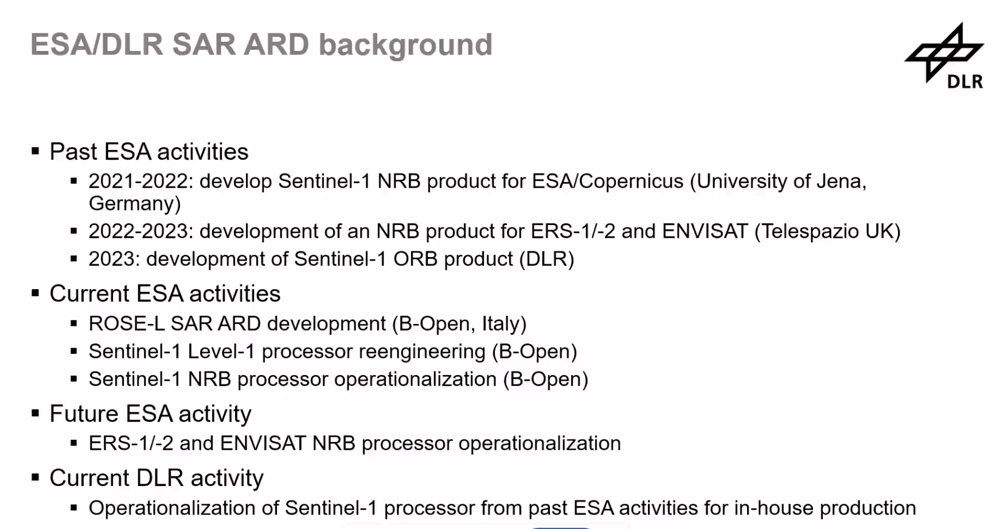 ESA/DLR SAR ARD background
DLR
▪ Past ESA activities
▪ 2021-2022: develop Sentinel-1 NRB product for ESA/Copernicus (University of Jena,
Germany)
▪ 2022-2023: development of an NRB product for ERS-1/-2 and ENVISAT (Telespazio UK)
▪ 2023: development of Sentinel-1 ORB product (DLR)
▪ Current ESA activities
▪ ROSE-L SAR ARD development (B-Open, Italy)
▪ Sentinel-1 Level-1 processor reengineering (B-Open)
▪ Sentinel-1 NRB processor operationalization (B-Open)
▪ Future ESA activity
▪ ERS-1/-2 and ENVISAT NRB processor operationalization
▪ Current DLR activity
▪ Operationalization of Sentinel-1 processor from past ESA activities for in-house production